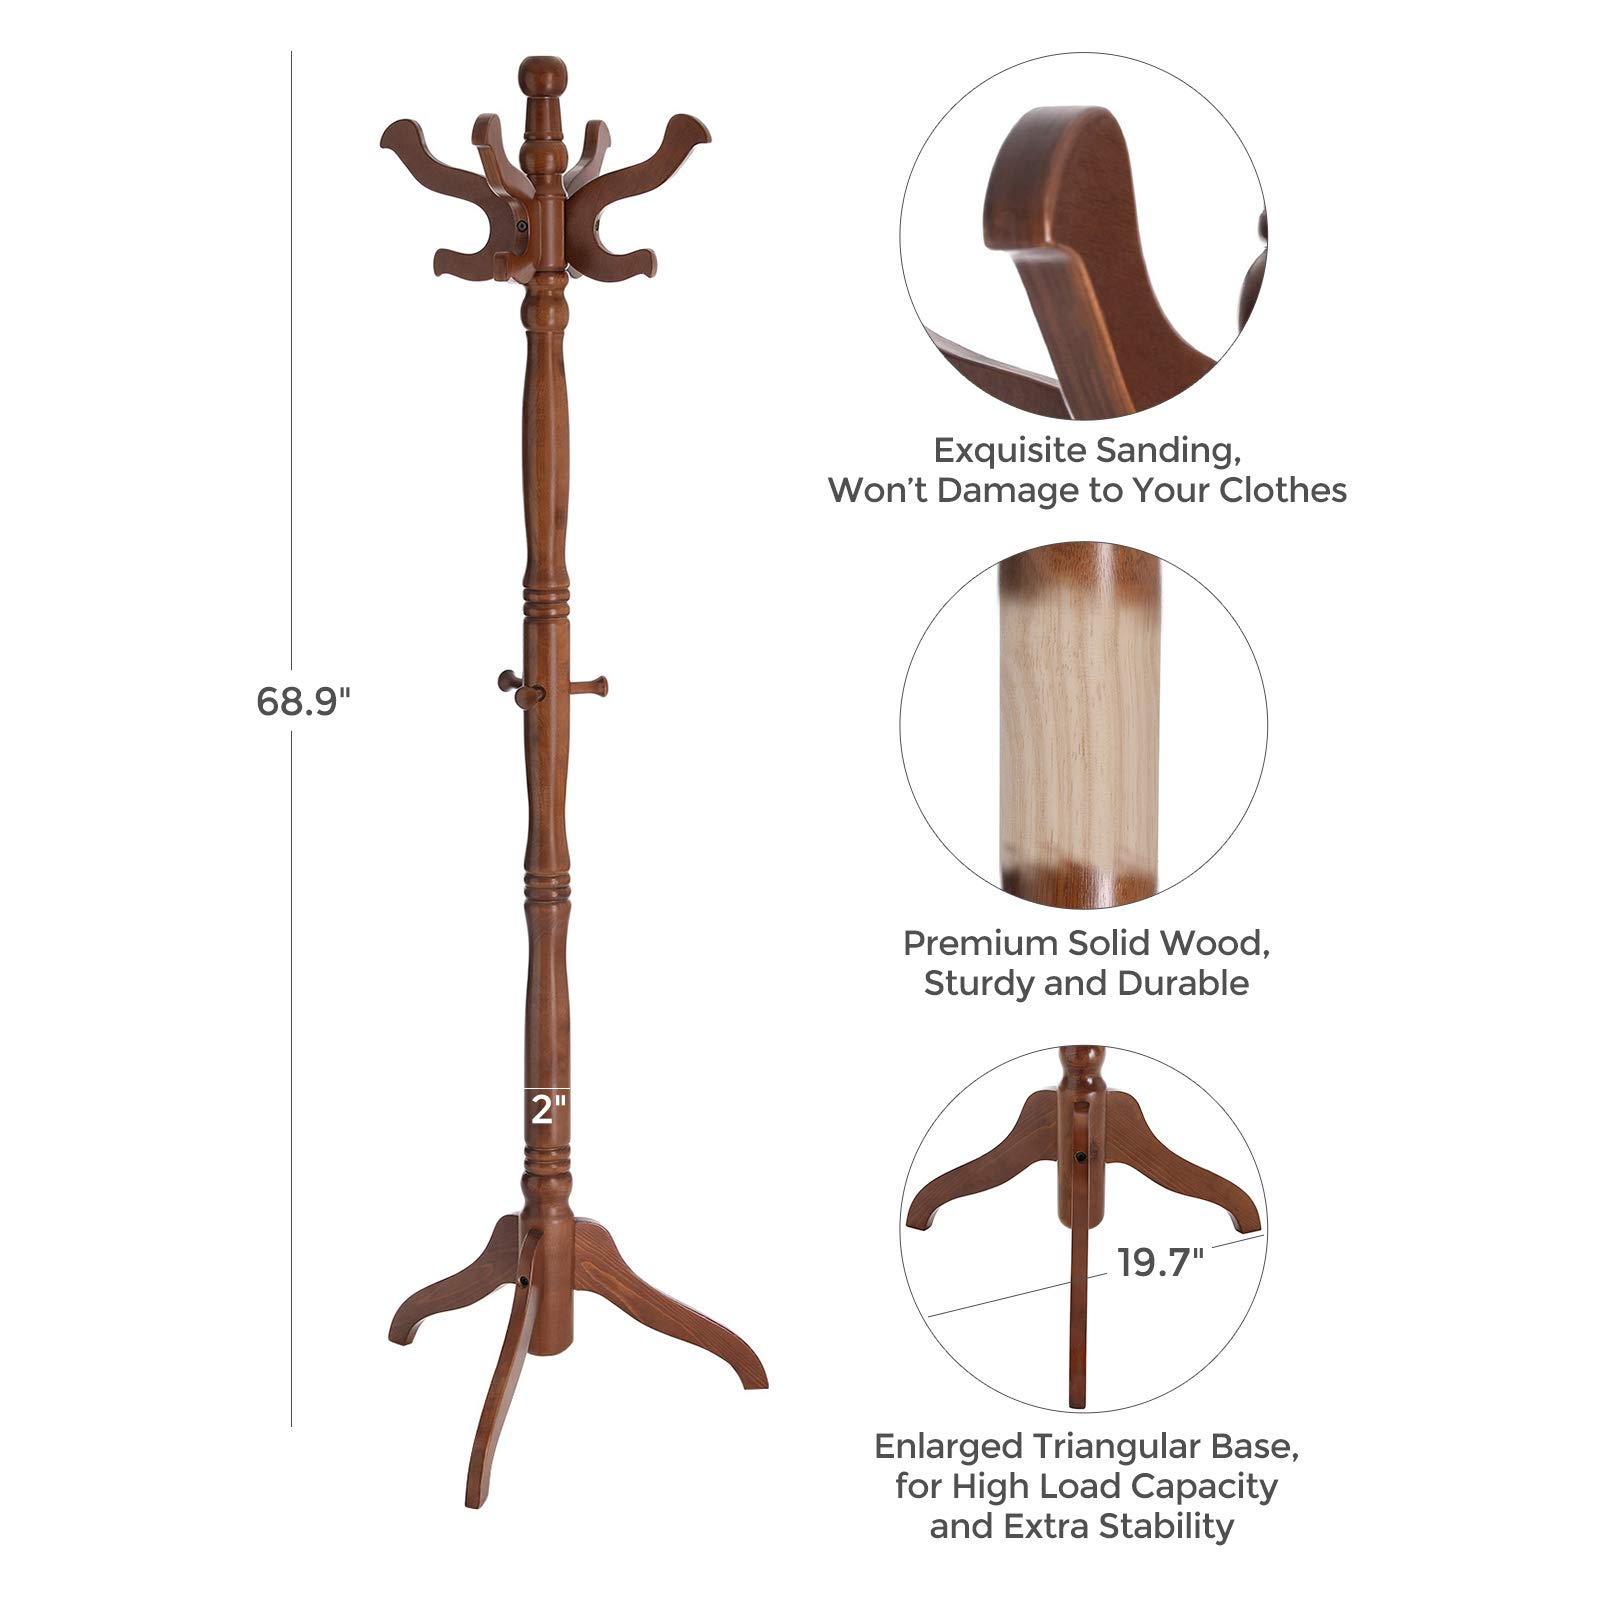 68.9"
2"
Exquisite Sanding,
Won’t Damage to Your Clothes
Premium Solid Wood,
Sturdy and Durable
19.7"
Enlarged Triangular Base,
for High Load Capacity
and Extra Stability